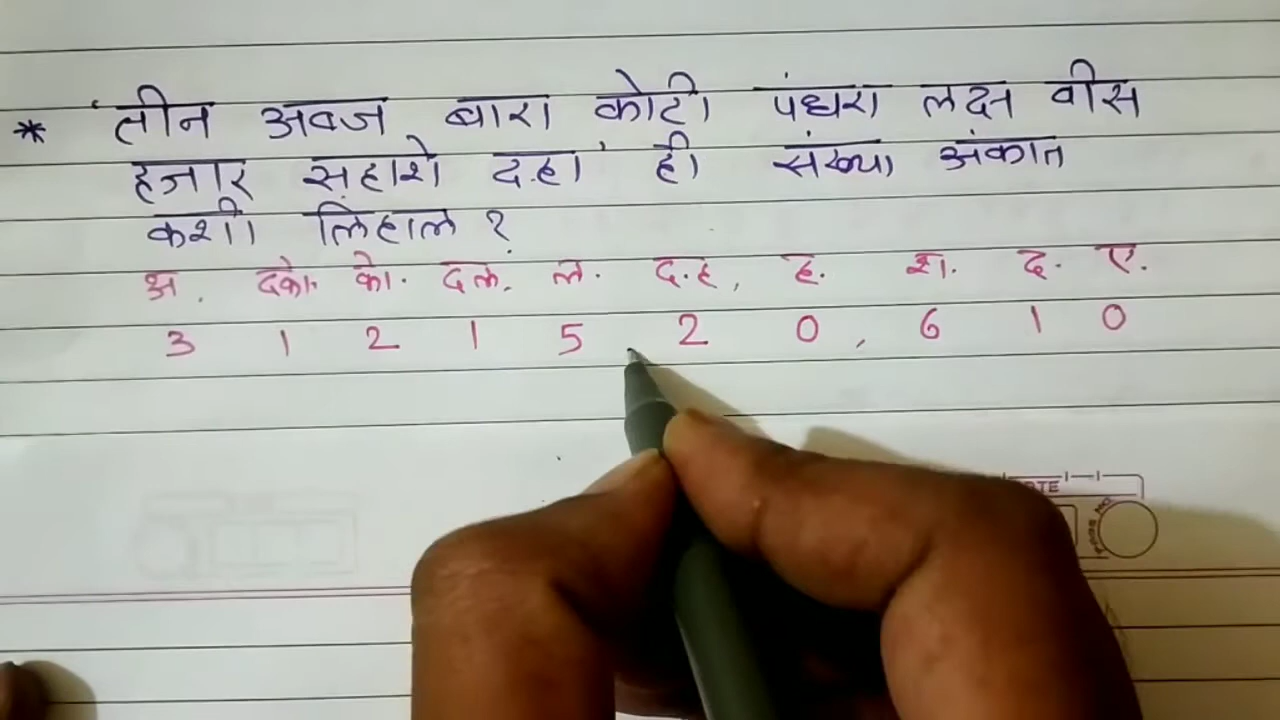 * 'तीन अब्ज बारा कोटी पंधरा लक्ष वीस
हजार सहाशे दहा' ही संख्या अंकात
कशी लिहाल ?
अ. दको. को. दल. ल. द.ह. ह. श. द. ए.
3 1 2 1 5 2 0, 6 1 0